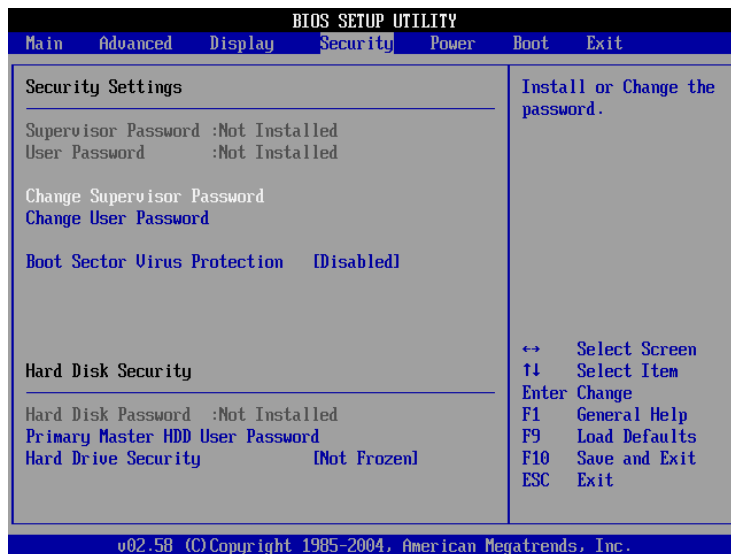 BIOS SETUP UTILITY
Main Advanced Display Security Power Boot Exit
Security Settings
Supervisor Password :Not Installed
User Password :Not Installed
Change Supervisor Password
Change User Password
Boot Sector Virus Protection [Disabled]
Hard Disk Security
Hard Disk Password :Not Installed
Primary Master HDD User Password
Hard Drive Security [Not Frozen]
Install or Change the
password.
↔ Select Screen
↑↓ Select Item
Enter Change
F1 General Help
F9 Load Defaults
F10 Save and Exit
ESC Exit
v02.58 (C)Copyright 1985-2004, American Megatrends, Inc.